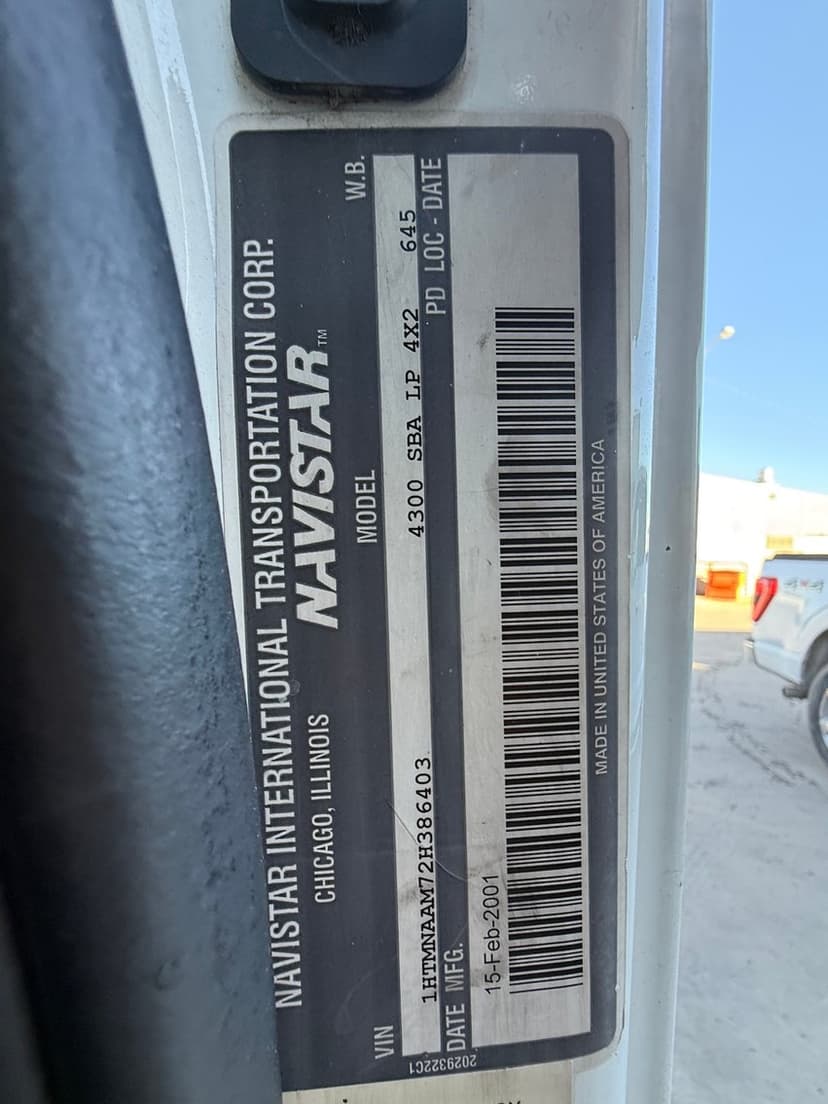 NAVISTAR INTERNATIONAL TRANSPORTATION CORP.
CHICAGO, ILLINOIS
NAVISTAR™
VIN MODEL W.B.
1HTMNAAM72H386403 4300 SBA LP 4X2 645
DATE MFG. PD LOC - DATE
15-Feb-2001
MADE IN UNITED STATES OF AMERICA
2029322C1
4x4